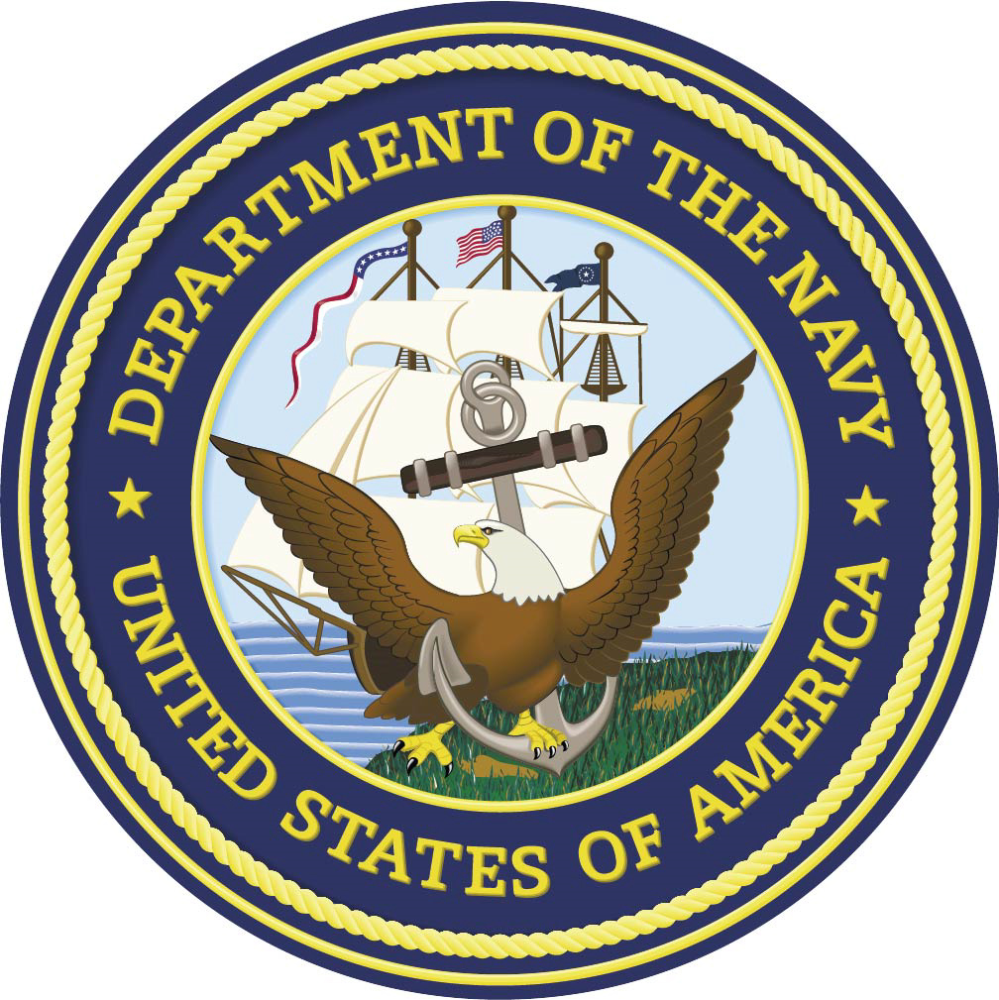 DEPARTMENT OF THE NAVY
UNITED STATES OF AMERICA